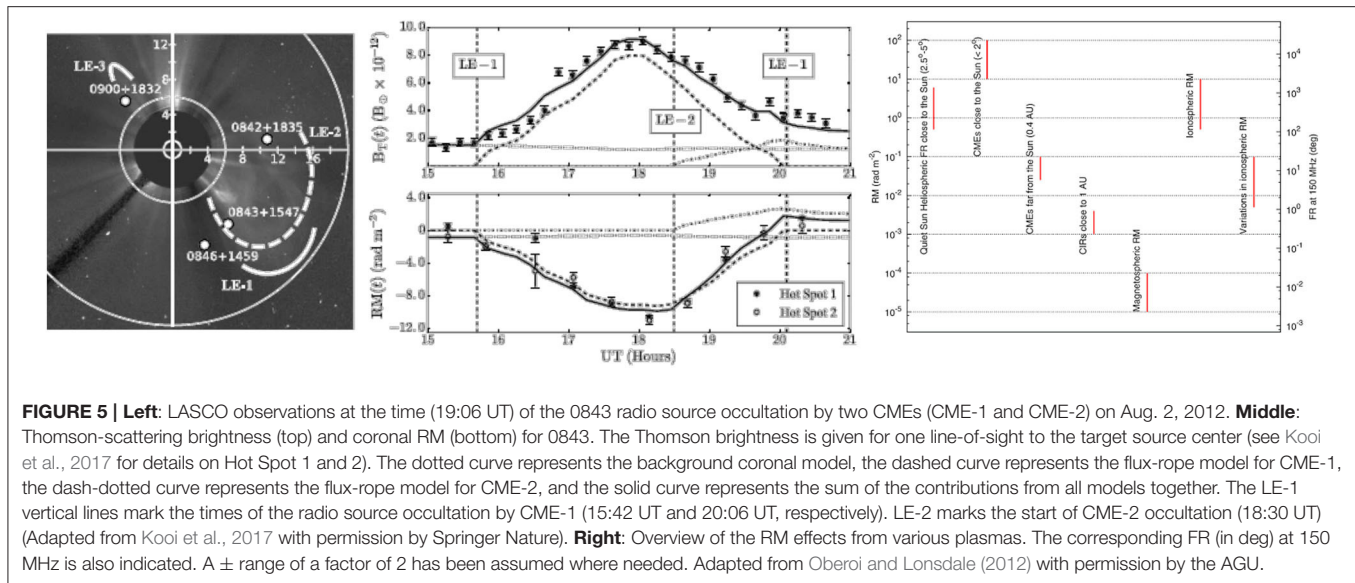 12
8
4
4
8
12
16
LE-3
0900+1832
0842+1835
LE-2
0843+1547
0846+1459
LE-1
B_T(t) (B_⊙ × 10^-12)
10.0
8.0
6.0
4.0
2.0
LE-1
LE-2
LE-1
RM(t) (rad m^-2)
4.0
0.0
−4.0
−8.0
−12.0
Hot Spot 1
Hot Spot 2
15 16 17 18 19 20 21
UT (Hours)
RM (rad m^-2)
10^2
10^1
10^0
10^-1
10^-2
10^-3
10^-4
10^-5
Quiet Sun Heliospheric FR close to the Sun (2.5°-5°)
CMEs close to the Sun (< 2°)
CMEs far from the Sun (0.4 AU)
CIRs close to 1 AU
Magnetospheric RM
Ionospheric RM
Variations in ionospheric RM
10^4
10^3
10^2
10^1
10^0
10^-1
10^-2
10^-3
FR at 150 MHz (deg)
FIGURE 5 | Left: LASCO observations at the time (19:06 UT) of the 0843 radio source occultation by two CMEs (CME-1 and CME-2) on Aug. 2, 2012. Middle:
Thomson-scattering brightness (top) and coronal RM (bottom) for 0843. The Thomson brightness is given for one line-of-sight to the target source center (see Kooi
et al., 2017 for details on Hot Spot 1 and 2). The dotted curve represents the background coronal model, the dashed curve represents the flux-rope model for CME-1,
the dash-dotted curve represents the flux-rope model for CME-2, and the solid curve represents the sum of the contributions from all models together. The LE-1
vertical lines mark the times of the radio source occultation by CME-1 (15:42 UT and 20:06 UT, respectively). LE-2 marks the start of CME-2 occultation (18:30 UT)
(Adapted from Kooi et al., 2017 with permission by Springer Nature). Right: Overview of the RM effects from various plasmas. The corresponding FR (in deg) at 150
MHz is also indicated. A ± range of a factor of 2 has been assumed where needed. Adapted from Oberoi and Lonsdale (2012) with permission by the AGU.